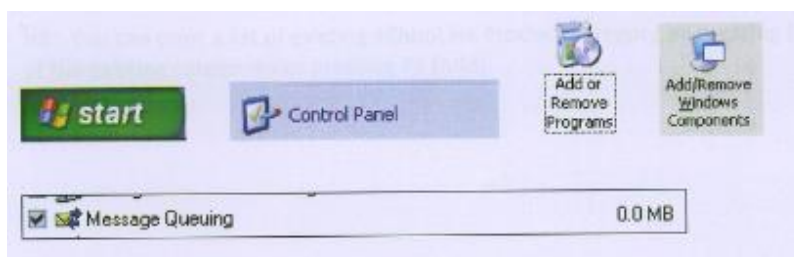 start
Control Panel
Add or
Remove
Programs
Add/Remove
Windows
Components
Message Queuing 0.0 MB